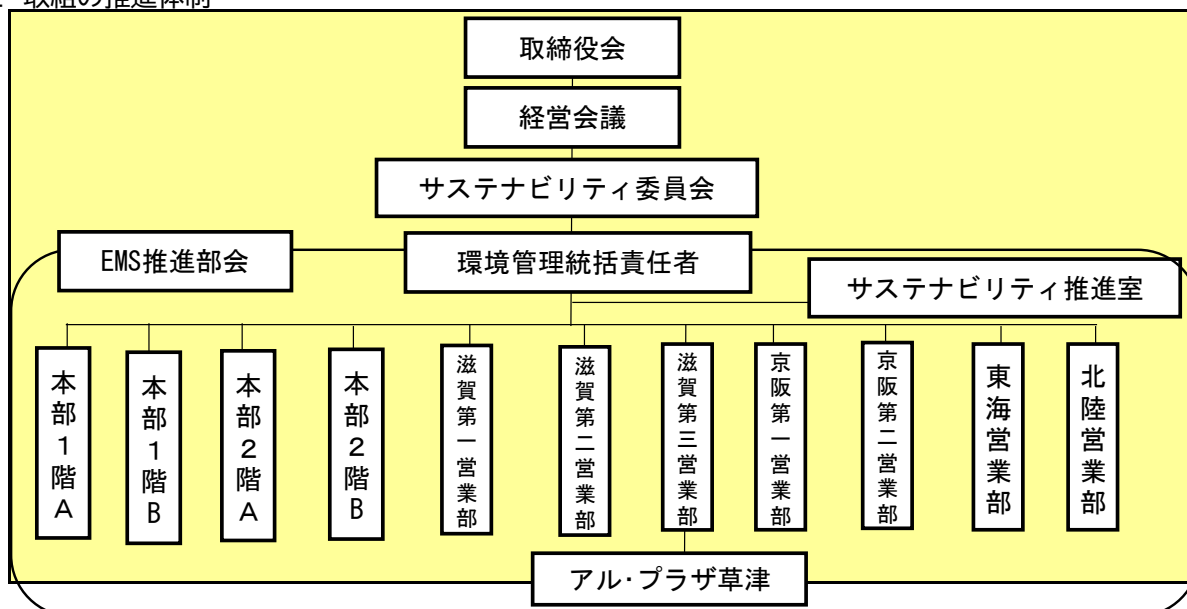 取組の推進体制
取締役会
経営会議
サステナビリティ委員会
EMS推進部会
環境管理統括責任者
サステナビリティ推進室
本部1階A
本部1階B
本部2階A
本部2階B
滋賀第一営業部
滋賀第二営業部
滋賀第三営業部
京阪第一営業部
京阪第二営業部
東海営業部
北陸営業部
アル・プラザ草津